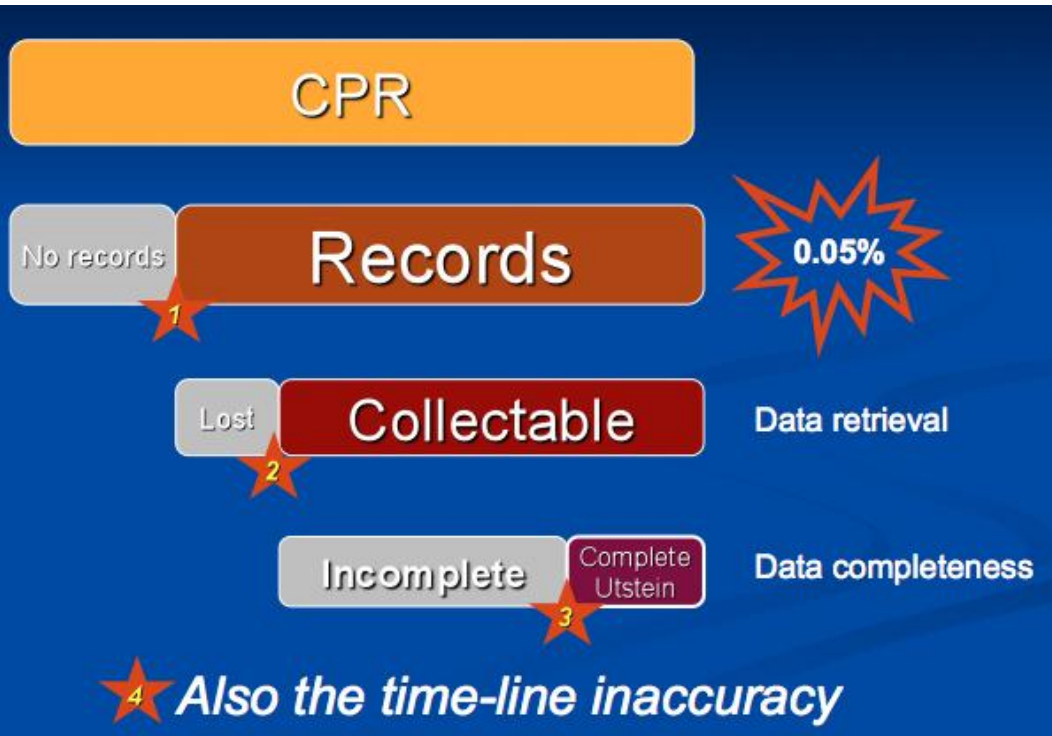 CPR
No records
Records
0.05%
1
Lost
Collectable
Data retrieval
2
Incomplete
Complete
Utstein
Data completeness
3
4 Also the time-line inaccuracy